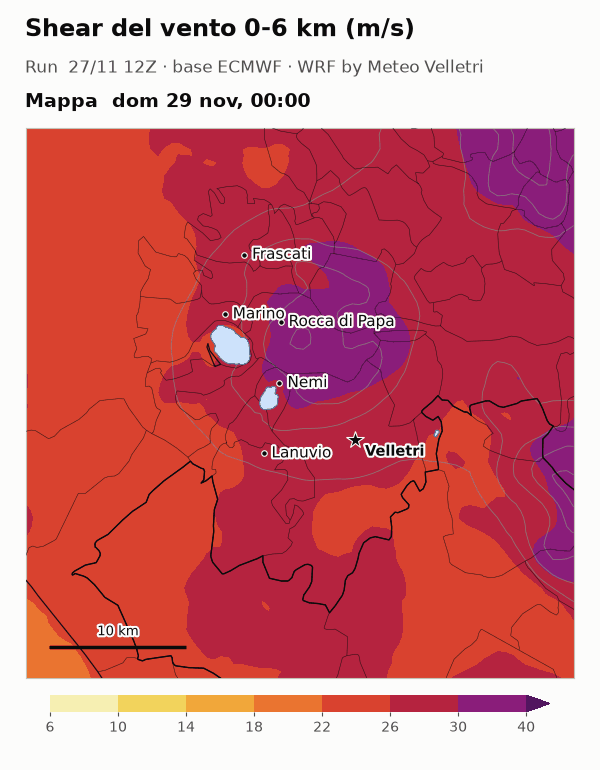 Shear del vento 0-6 km (m/s)
Run  27/11 12Z · base ECMWF · WRF by Meteo Velletri
Mappa  dom 29 nov, 00:00
Frascati
Marino
Rocca di Papa
Nemi
Velletri
Lanuvio
10 km
6 10 14 18 22 26 30 40